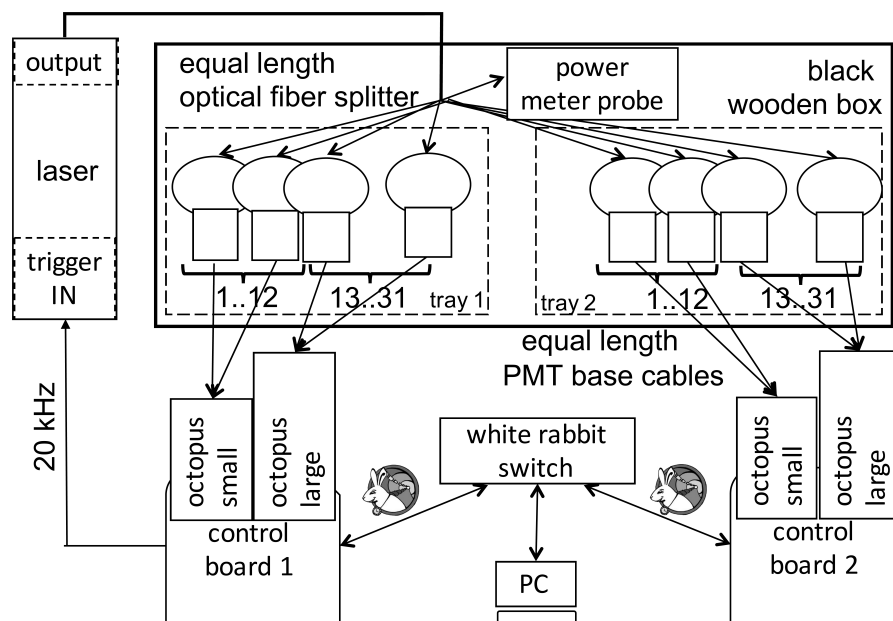 output
laser
trigger
IN
20 kHz
equal length
optical fiber splitter
power
meter probe
black
wooden box
1..12
13..31
tray 1
tray 2
1..12
13..31
equal length
PMT base cables
octopus
small
octopus
large
control
board 1
white rabbit
switch
PC
octopus
small
octopus
large
control
board 2